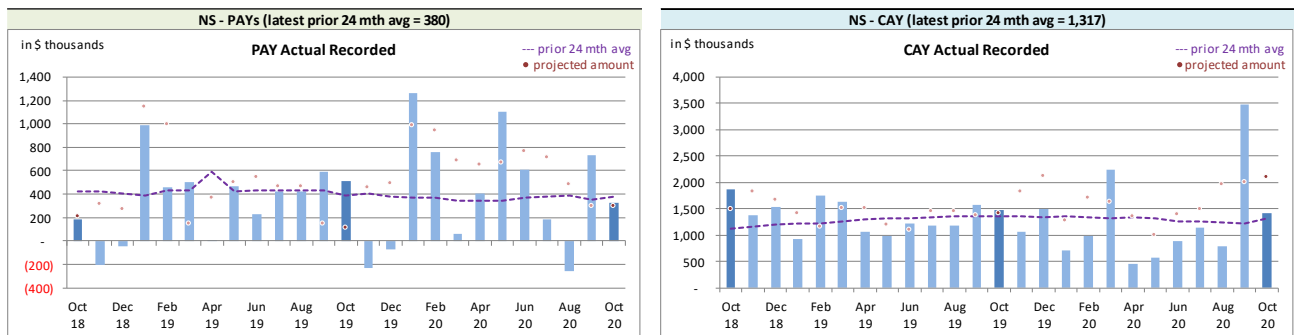 NS - PAYs (latest prior 24 mth avg = 380)
in $ thousands
PAY Actual Recorded
--- prior 24 mth avg
• projected amount
1,400
1,200
1,000
800
600
400
200
-
(200)
(400)
Oct 18 Dec 18 Feb 19 Apr 19 Jun 19 Aug 19 Oct 19 Dec 19 Feb 20 Apr 20 Jun 20 Aug 20 Oct 20
NS - CAY (latest prior 24 mth avg = 1,317)
in $ thousands
CAY Actual Recorded
--- prior 24 mth avg
• projected amount
4,000
3,500
3,000
2,500
2,000
1,500
1,000
500
-
Oct 18 Dec 18 Feb 19 Apr 19 Jun 19 Aug 19 Oct 19 Dec 19 Feb 20 Apr 20 Jun 20 Aug 20 Oct 20